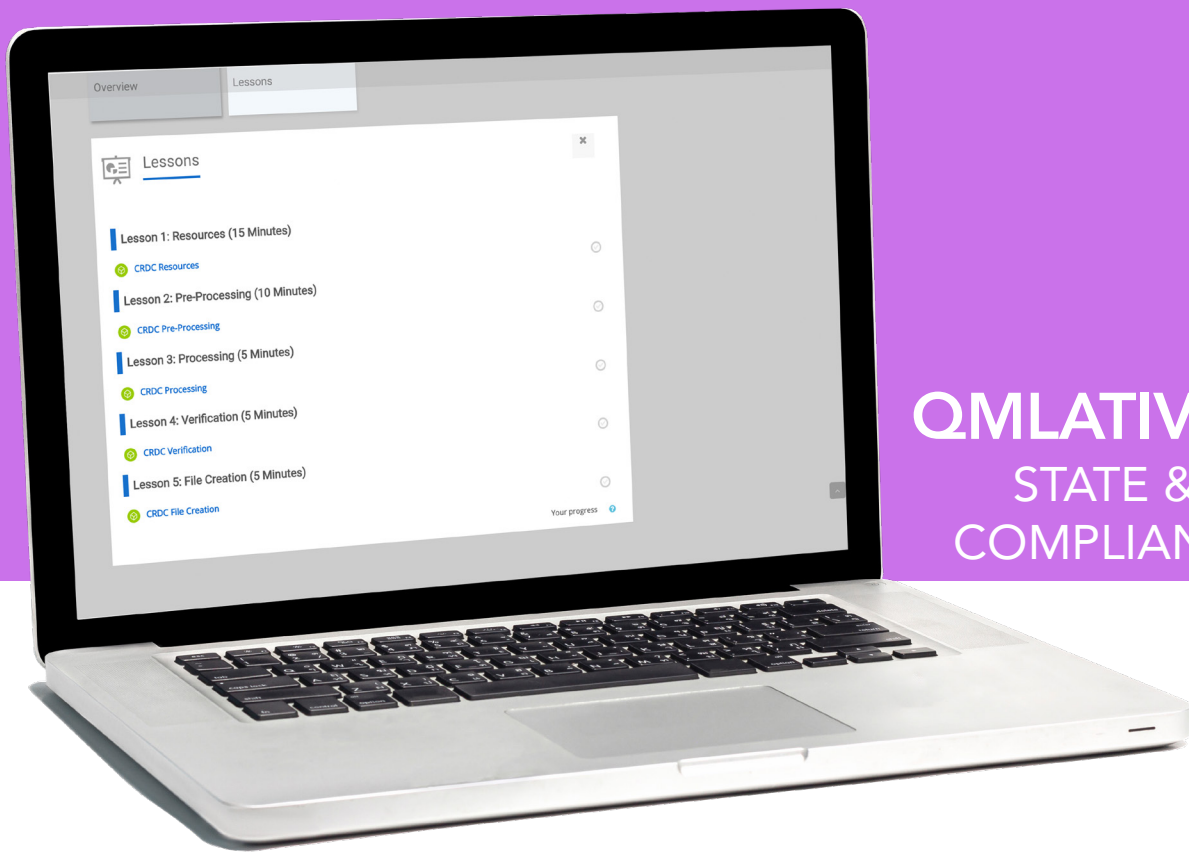 Overview
Lessons
Lessons
Lesson 1: Resources (15 Minutes)
CRDC Resources
Lesson 2: Pre-Processing (10 Minutes)
CRDC Pre-Processing
Lesson 3: Processing (5 Minutes)
CRDC Processing
Lesson 4: Verification (5 Minutes)
CRDC Verification
Lesson 5: File Creation (5 Minutes)
CRDC File Creation
Your progress
QMLATIV
STATE &
COMPLIAN